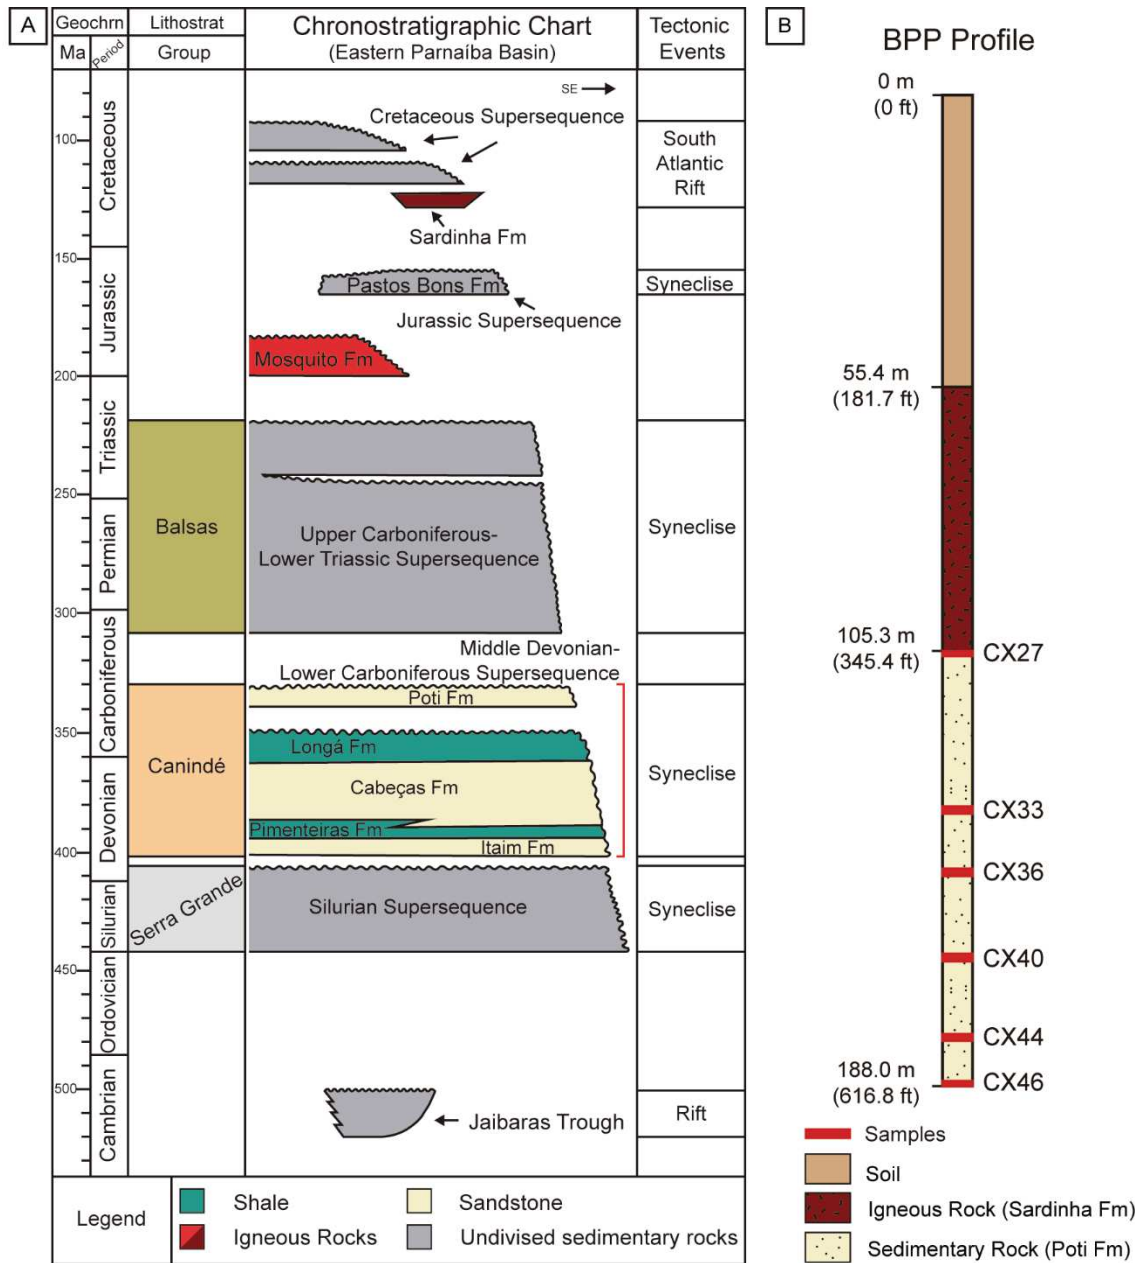 A
Geochrn
Lithostrat
Chronostratigraphic Chart
(Eastern Parnaíba Basin)
Tectonic
Events
Ma
Period
Group
SE
Cretaceous Supersequence
100
Cretaceous
South
Atlantic
Rift
Sardinha Fm
150
Pastos Bons Fm
Syneclise
Jurassic Supersequence
Jurassic
Mosquito Fm
200
Triassic
250
Balsas
Upper Carboniferous-
Lower Triassic Supersequence
Syneclise
Permian
300
Middle Devonian-
Lower Carboniferous Supersequence
Carboniferous
Poti Fm
350
Longá Fm
Canindé
Cabeças Fm
Syneclise
Devonian
Pimenteiras Fm
Itaim Fm
400
Silurian
Serra Grande
Silurian Supersequence
Syneclise
450
Ordovician
500
Cambrian
Jaibaras Trough
Rift
Legend
Shale
Sandstone
Igneous Rocks
Undivised sedimentary rocks
B
BPP Profile
0 m
(0 ft)
55.4 m
(181.7 ft)
105.3 m
(345.4 ft)
CX27
CX33
CX36
CX40
CX44
188.0 m
(616.8 ft)
CX46
Samples
Soil
Igneous Rock (Sardinha Fm)
Sedimentary Rock (Poti Fm)